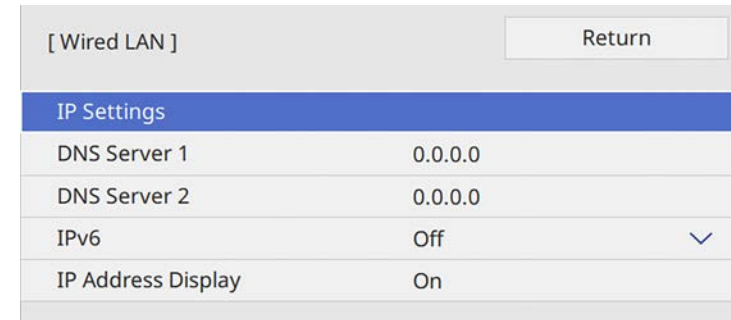 [ Wired LAN ] Return
IP Settings
DNS Server 1 0.0.0.0
DNS Server 2 0.0.0.0
IPv6 Off
IP Address Display On